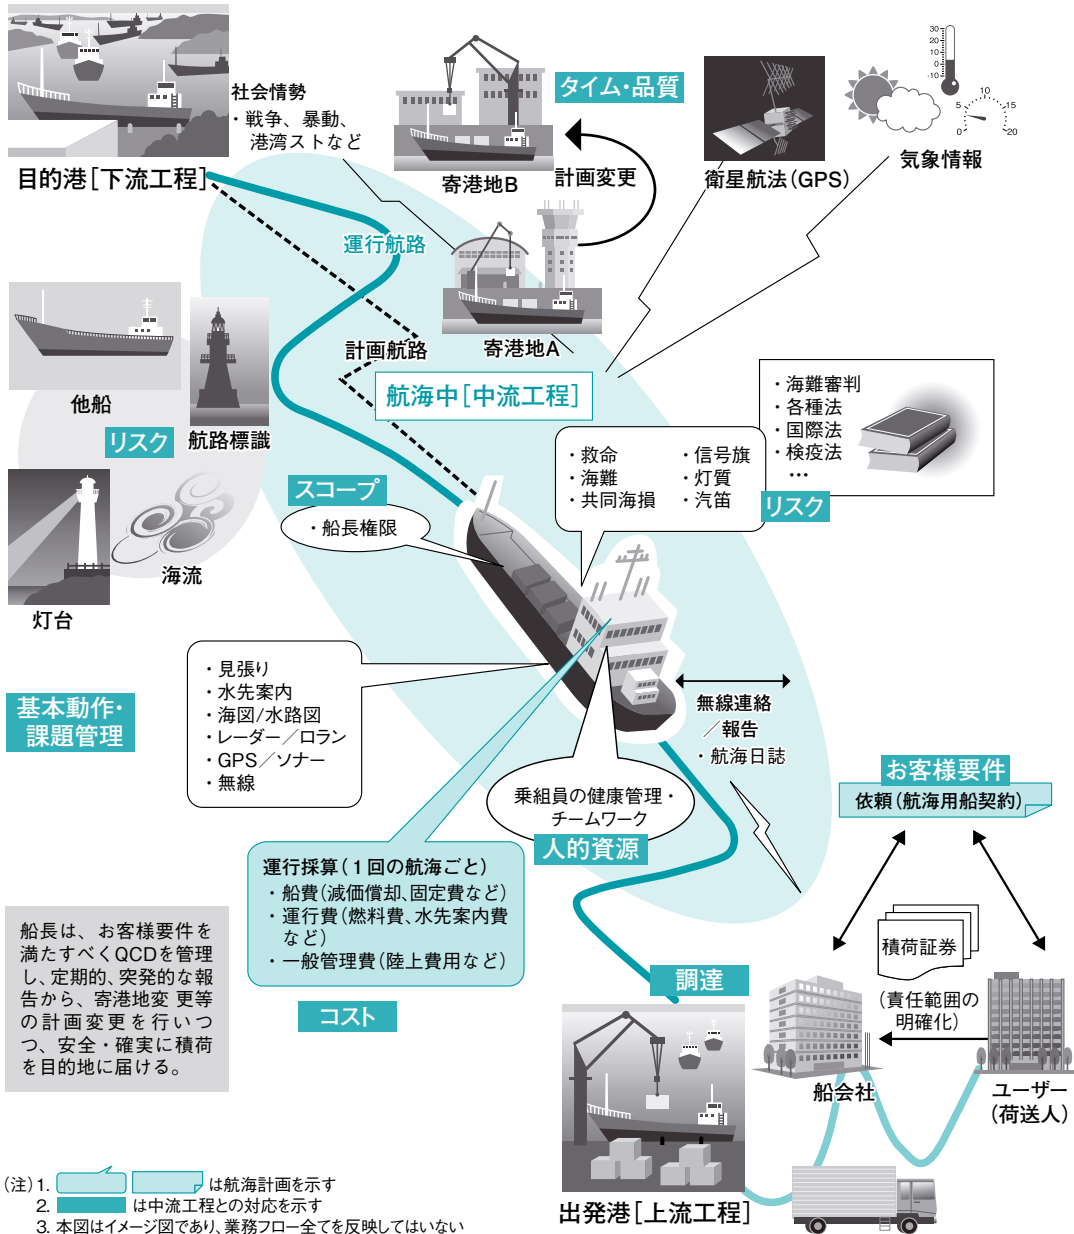 社会情勢
・戦争、暴動、
港湾ストなど
目的港［下流工程］
寄港地B
タイム・品質
計画変更
衛星航法（GPS）
30
20
10
0
-10
0
5
10
15
20
気象情報
運行航路
寄港地A
計画航路
航海中［中流工程］
他船
リスク
航路標識
灯台
海流
・海難審判
・各種法
・国際法
・検疫法
…
リスク
・救命
・海難
・共同海損
・信号旗
・灯質
・汽笛
スコープ
・船長権限
・見張り
・水先案内
・海図/水路図
・レーダー／ロラン
・GPS／ソナー
・無線
基本動作・
課題管理
無線連絡
／報告
・航海日誌
乗組員の健康管理・
チームワーク
人的資源
お客様要件
依頼（航海用船契約）
運行採算（１回の航海ごと）
・船費（減価償却、固定費など）
・運行費（燃料費、水先案内費
など）
・一般管理費（陸上費用など）
コスト
船長は、お客様要件を
満たすべくQCDを管理
し、定期的、突発的な報
告から、寄港地変 更等
の計画変更を行いつ
つ、安全・確実に積荷
を目的地に届ける。
調達
積荷証券
（責任範囲の
明確化）
船会社
ユーザー
（荷送人）
出発港［上流工程］
（注）1. は航海計画を示す
2. は中流工程との対応を示す
3. 本図はイメージ図であり、業務フロー全てを反映してはいない